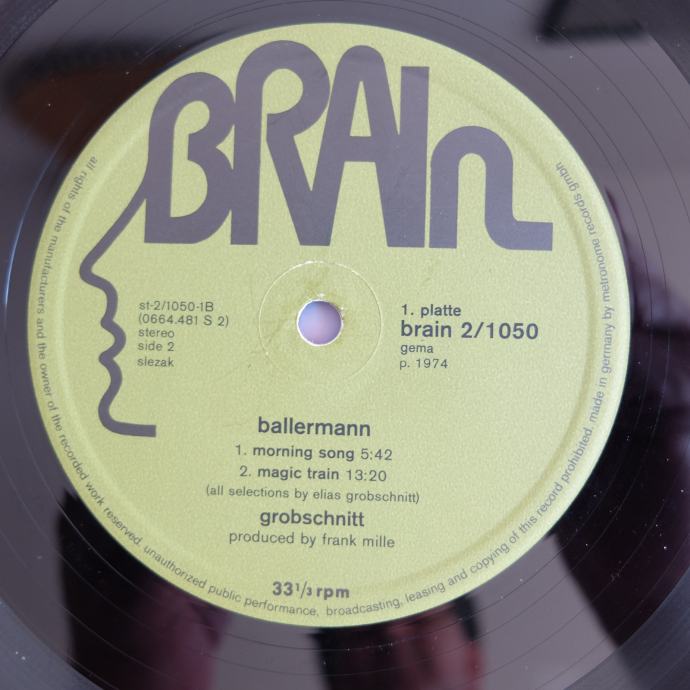 BRAIn
st-2/1050-1B
(0664.481 S 2)
stereo
side 2
slezak
1. platte
brain 2/1050
gema
p. 1974
ballermann
1. morning song 5:42
2. magic train 13:20
(all selections by elias grobschnitt)
grobschnitt
produced by frank mille
33 1/3 rpm
all rights of the manufacturers and the owner of the recorded work reserved. unauthorized public performance, broadcasting, leasing and copying of this record prohibited. made in germany by metronome records gmbh